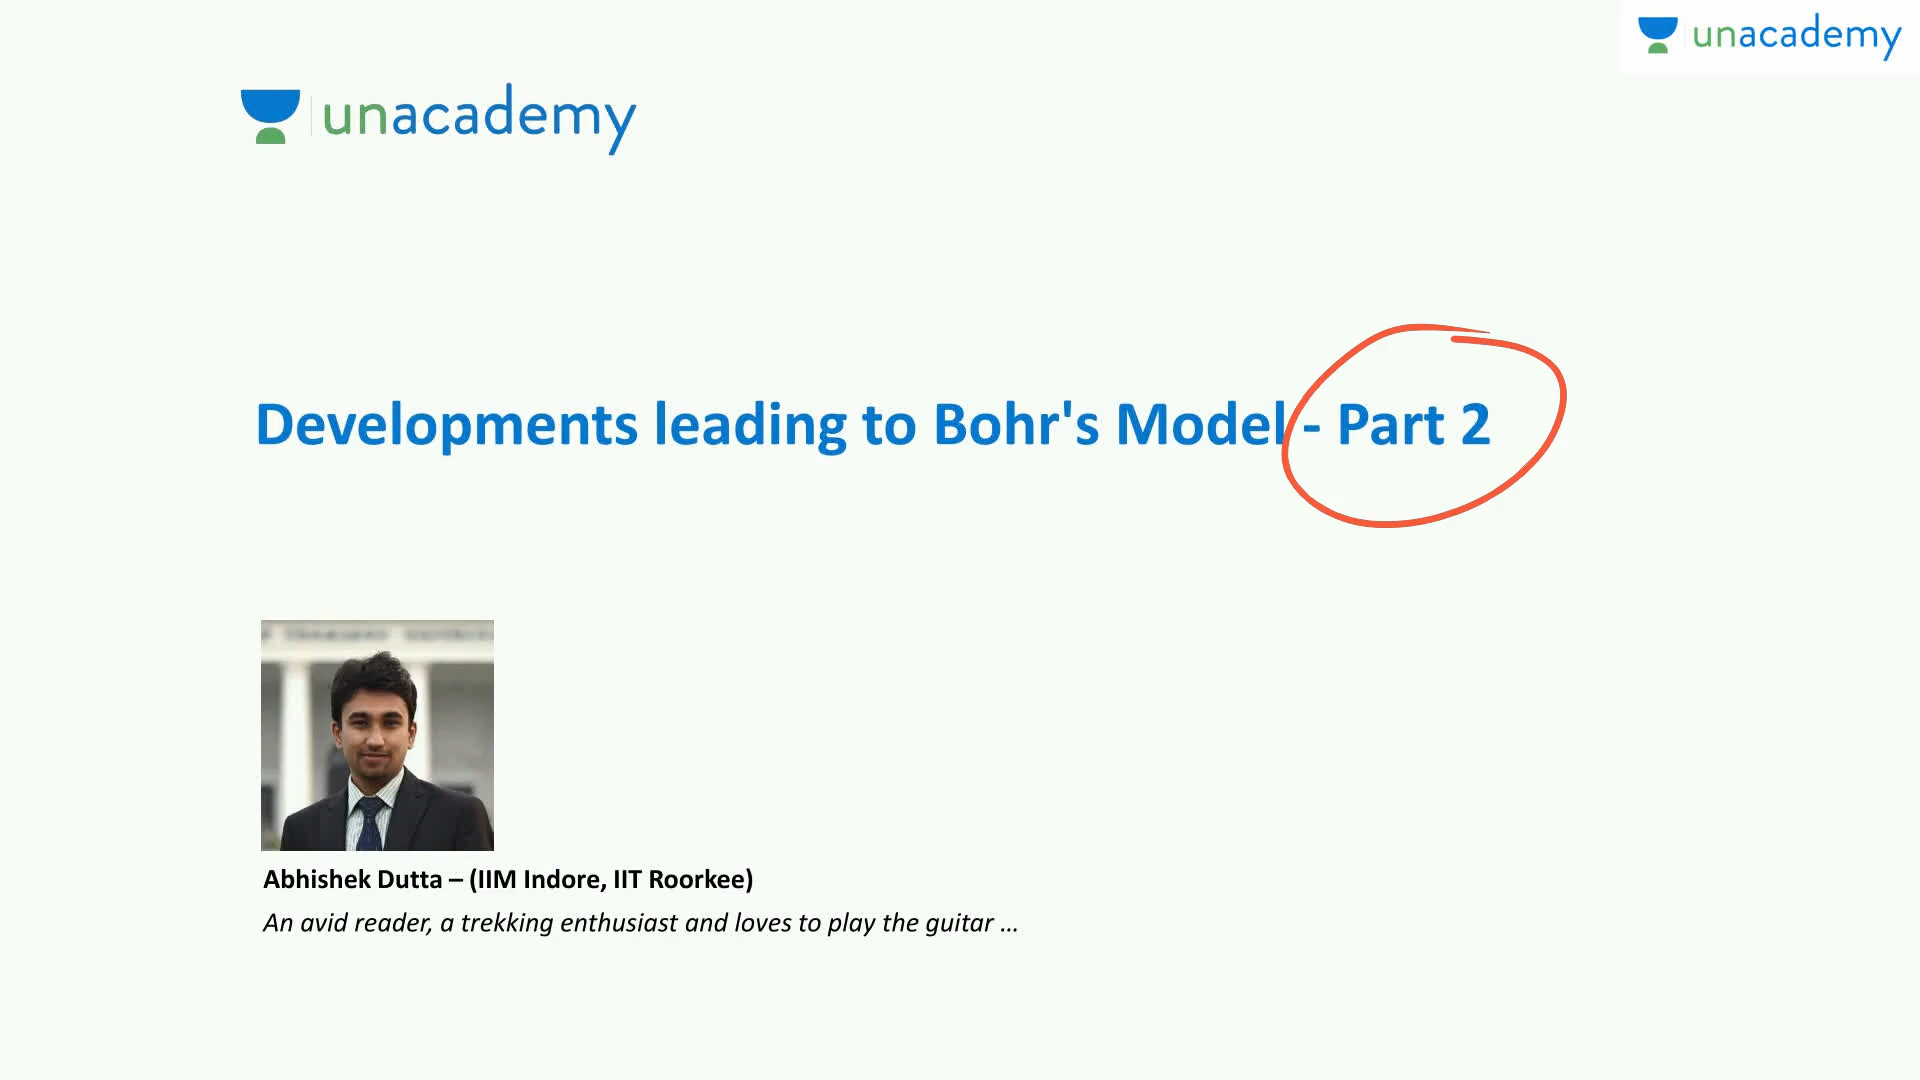 unacademy
unacademy
Developments leading to Bohr's Model - Part 2
Abhishek Dutta – (IIM Indore, IIT Roorkee)
An avid reader, a trekking enthusiast and loves to play the guitar ...